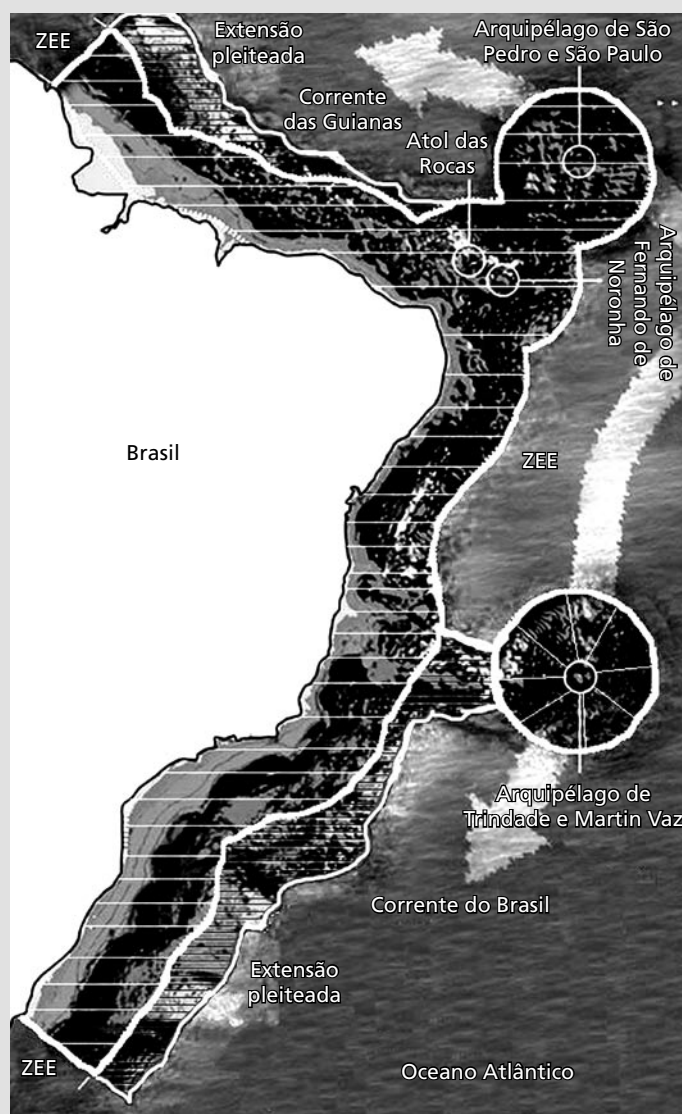 ZEE
Extensão
pleiteada
Arquipélago de São
Pedro e São Paulo
Corrente
das Guianas
Atol das
Rocas
Arquipélago de
Fernando de
Noronha
Brasil
ZEE
Arquipélago de
Trindade e Martin Vaz
Corrente do Brasil
Extensão
pleiteada
ZEE
Oceano Atlântico